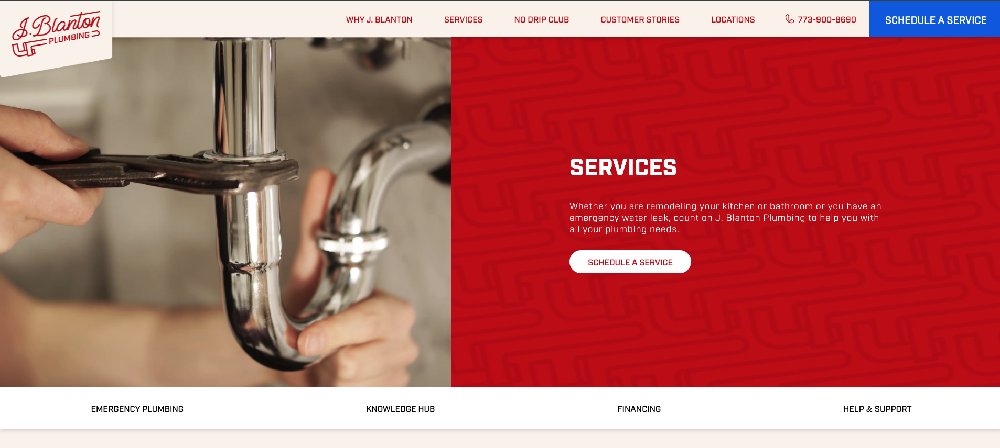 J. Blanton
PLUMBING
WHY J. BLANTON
SERVICES
NO DRIP CLUB
CUSTOMER STORIES
LOCATIONS
773-900-8690
SCHEDULE A SERVICE
SERVICES
Whether you are remodeling your kitchen or bathroom or you have an
emergency water leak, count on J. Blanton Plumbing to help you with
all your plumbing needs.
SCHEDULE A SERVICE
EMERGENCY PLUMBING
KNOWLEDGE HUB
FINANCING
HELP & SUPPORT